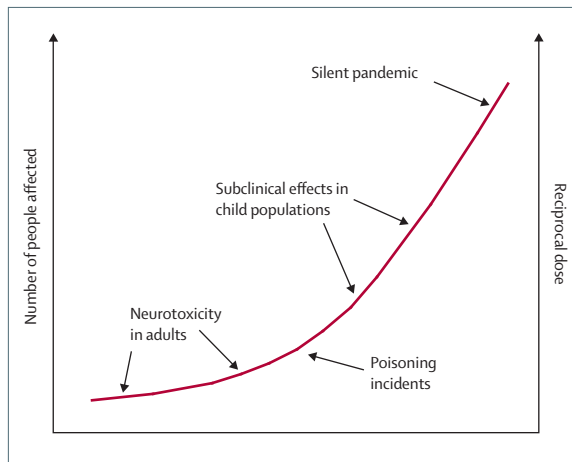 Silent pandemic
Number of people affected
Reciprocal dose
Subclinical effects in
child populations
Neurotoxicity
in adults
Poisoning
incidents